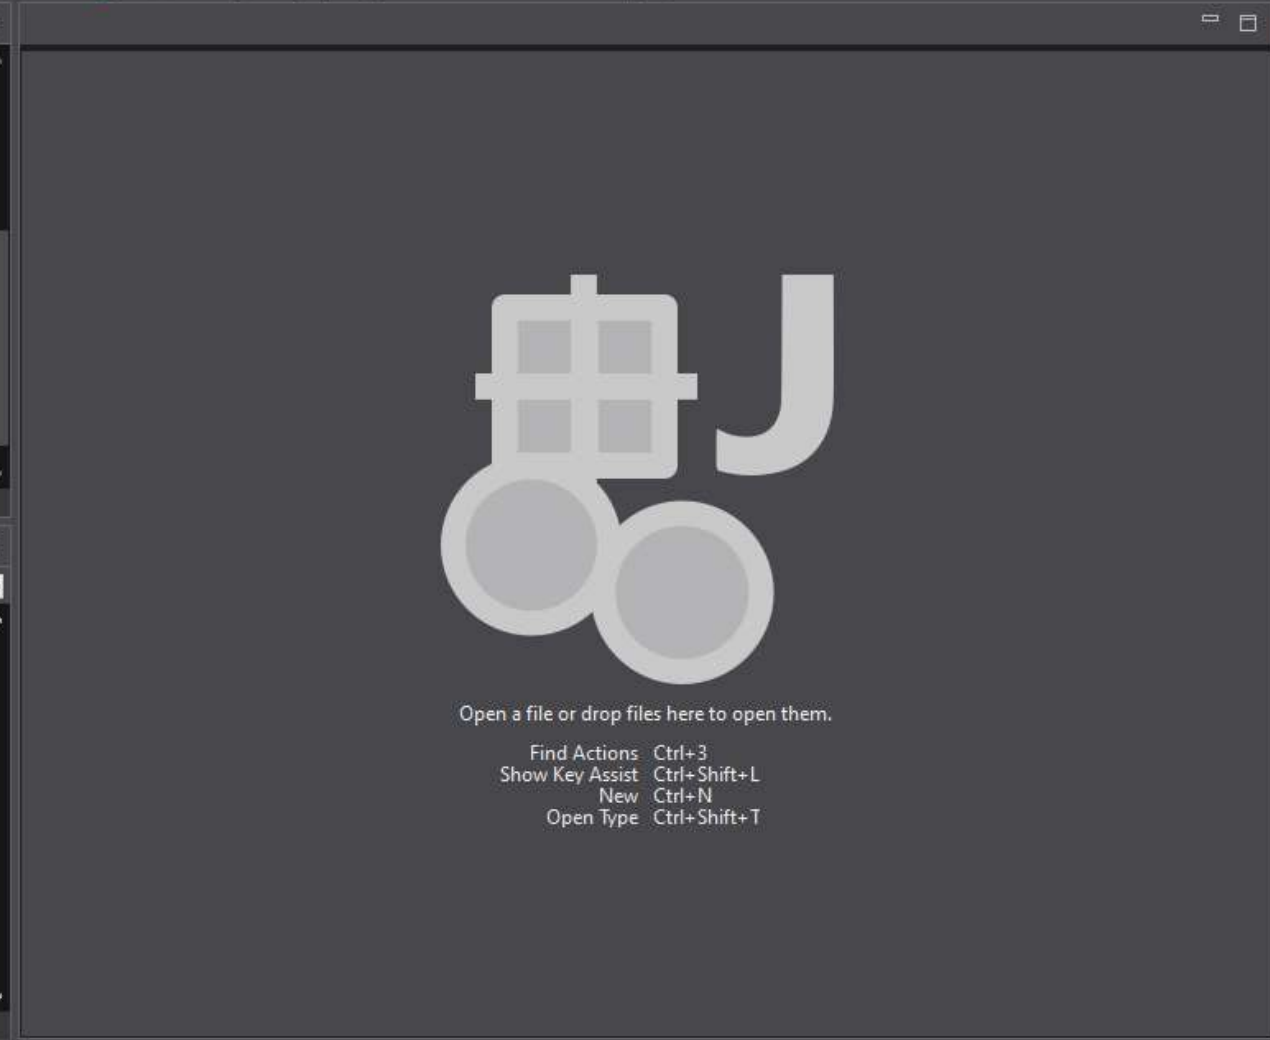 J
Open a file or drop files here to open them.
Find Actions Ctrl+3
Show Key Assist Ctrl+Shift+L
New Ctrl+N
Open Type Ctrl+Shift+T